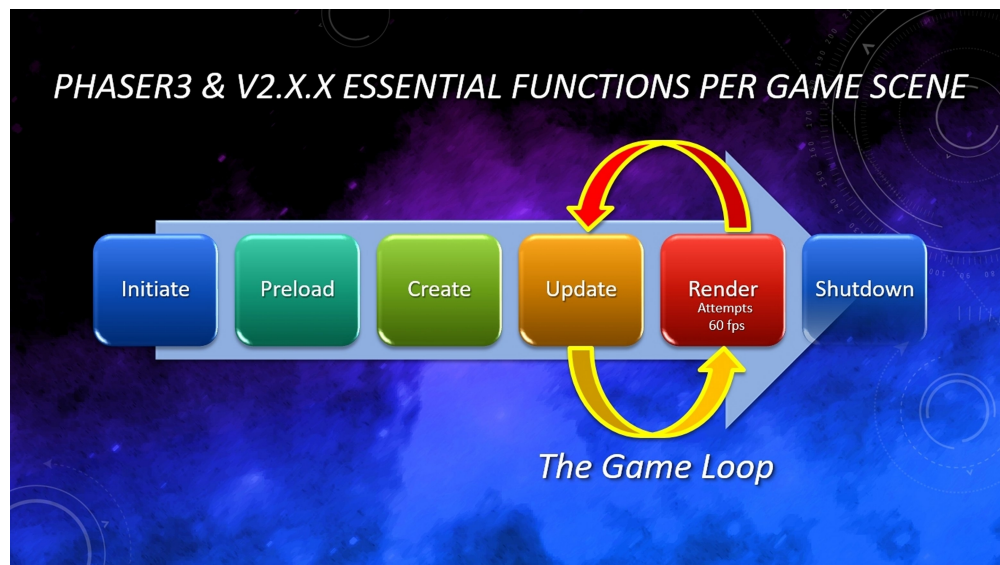 PHASER3 & V2.X.X ESSENTIAL FUNCTIONS PER GAME SCENE
Initiate
Preload
Create
Update
Render
Attempts
60 fps
Shutdown
The Game Loop